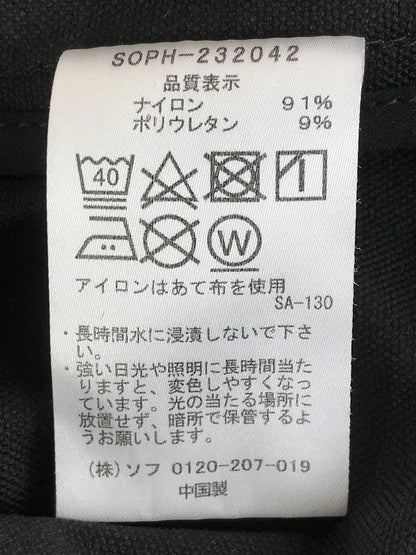 SOPH-232042
品質表示
ナイロン 91%
ポリウレタン 9%
40
W
アイロンはあて布を使用
SA-130
・長時間水に浸漬しないで下さ
い。
・強い日光や照明に長時間当た
りますと、変色しやすくなっ
ています。光の当たる場所に
放置せず、暗所で保管するよ
うお願いします。
(株)ソフ 0120-207-019
中国製